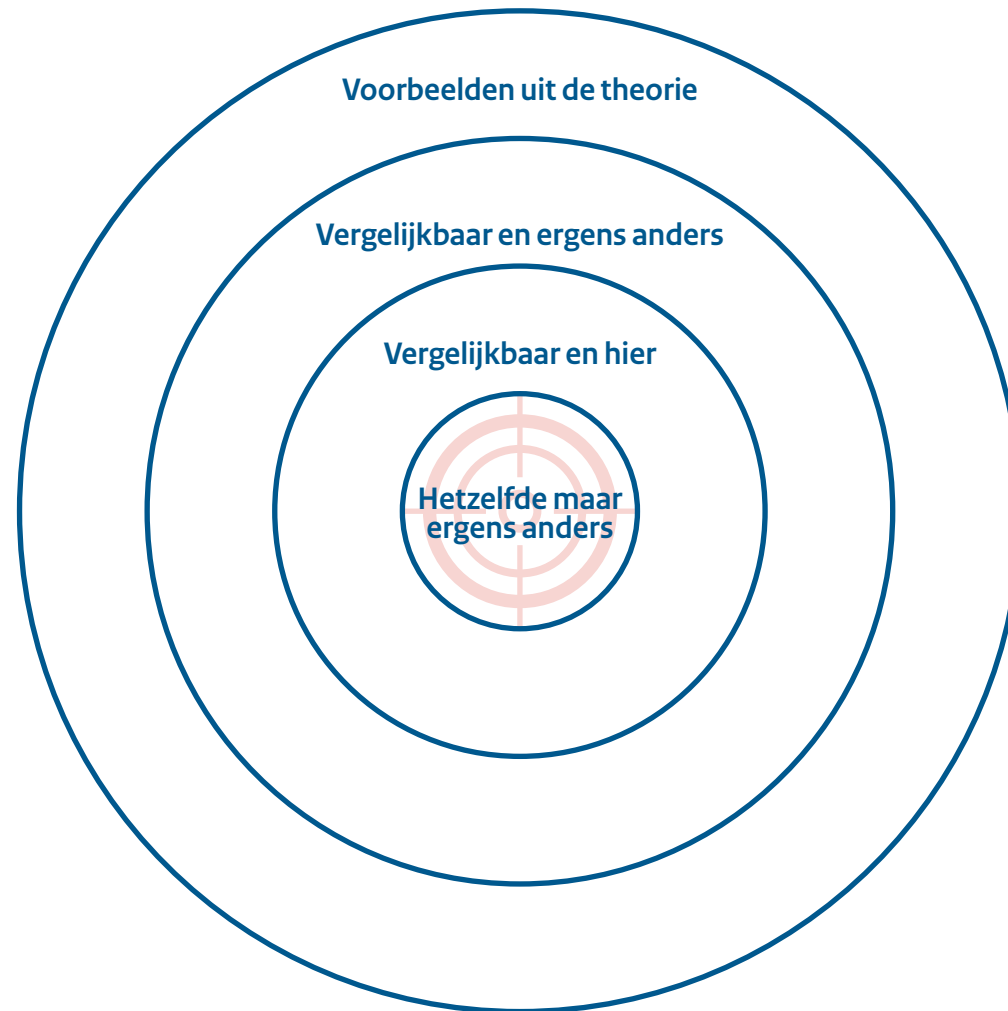 Voorbeelden uit de theorie
Vergelijkbaar en ergens anders
Vergelijkbaar en hier
Hetzelfde maar
ergens anders